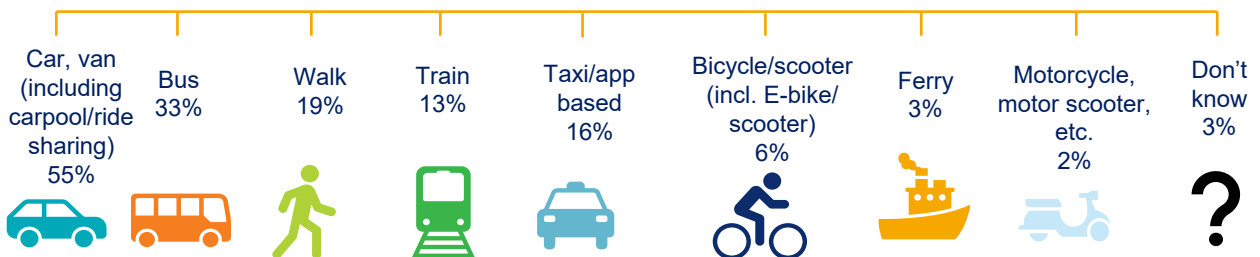 Car, van
(including
carpool/ride
sharing)
55%
Bus
33%
Walk
19%
Train
13%
Taxi/app
based
16%
Bicycle/scooter
(incl. E-bike/
scooter)
6%
Ferry
3%
Motorcycle,
motor scooter,
etc.
2%
Don’t
know
3%
?